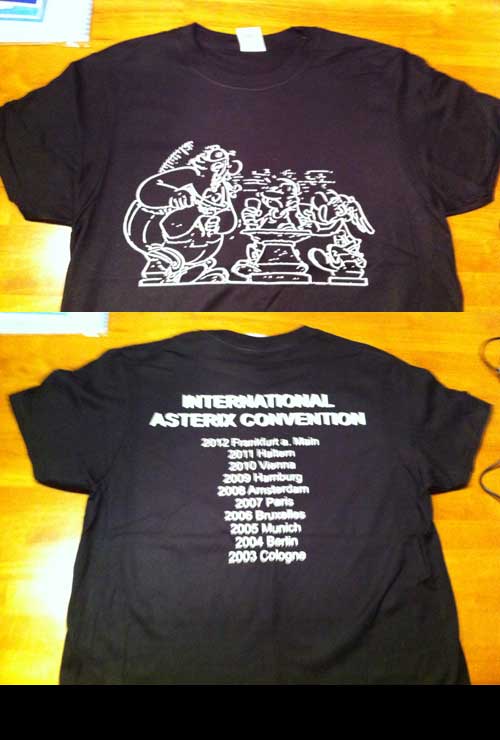 INTERNATIONAL
ASTERIX CONVENTION
2012 Frankfurt a. Main
2011 Haltern
2010 Vienna
2009 Hamburg
2008 Amsterdam
2007 Paris
2006 Bruxelles
2005 Munich
2004 Berlin
2003 Cologne